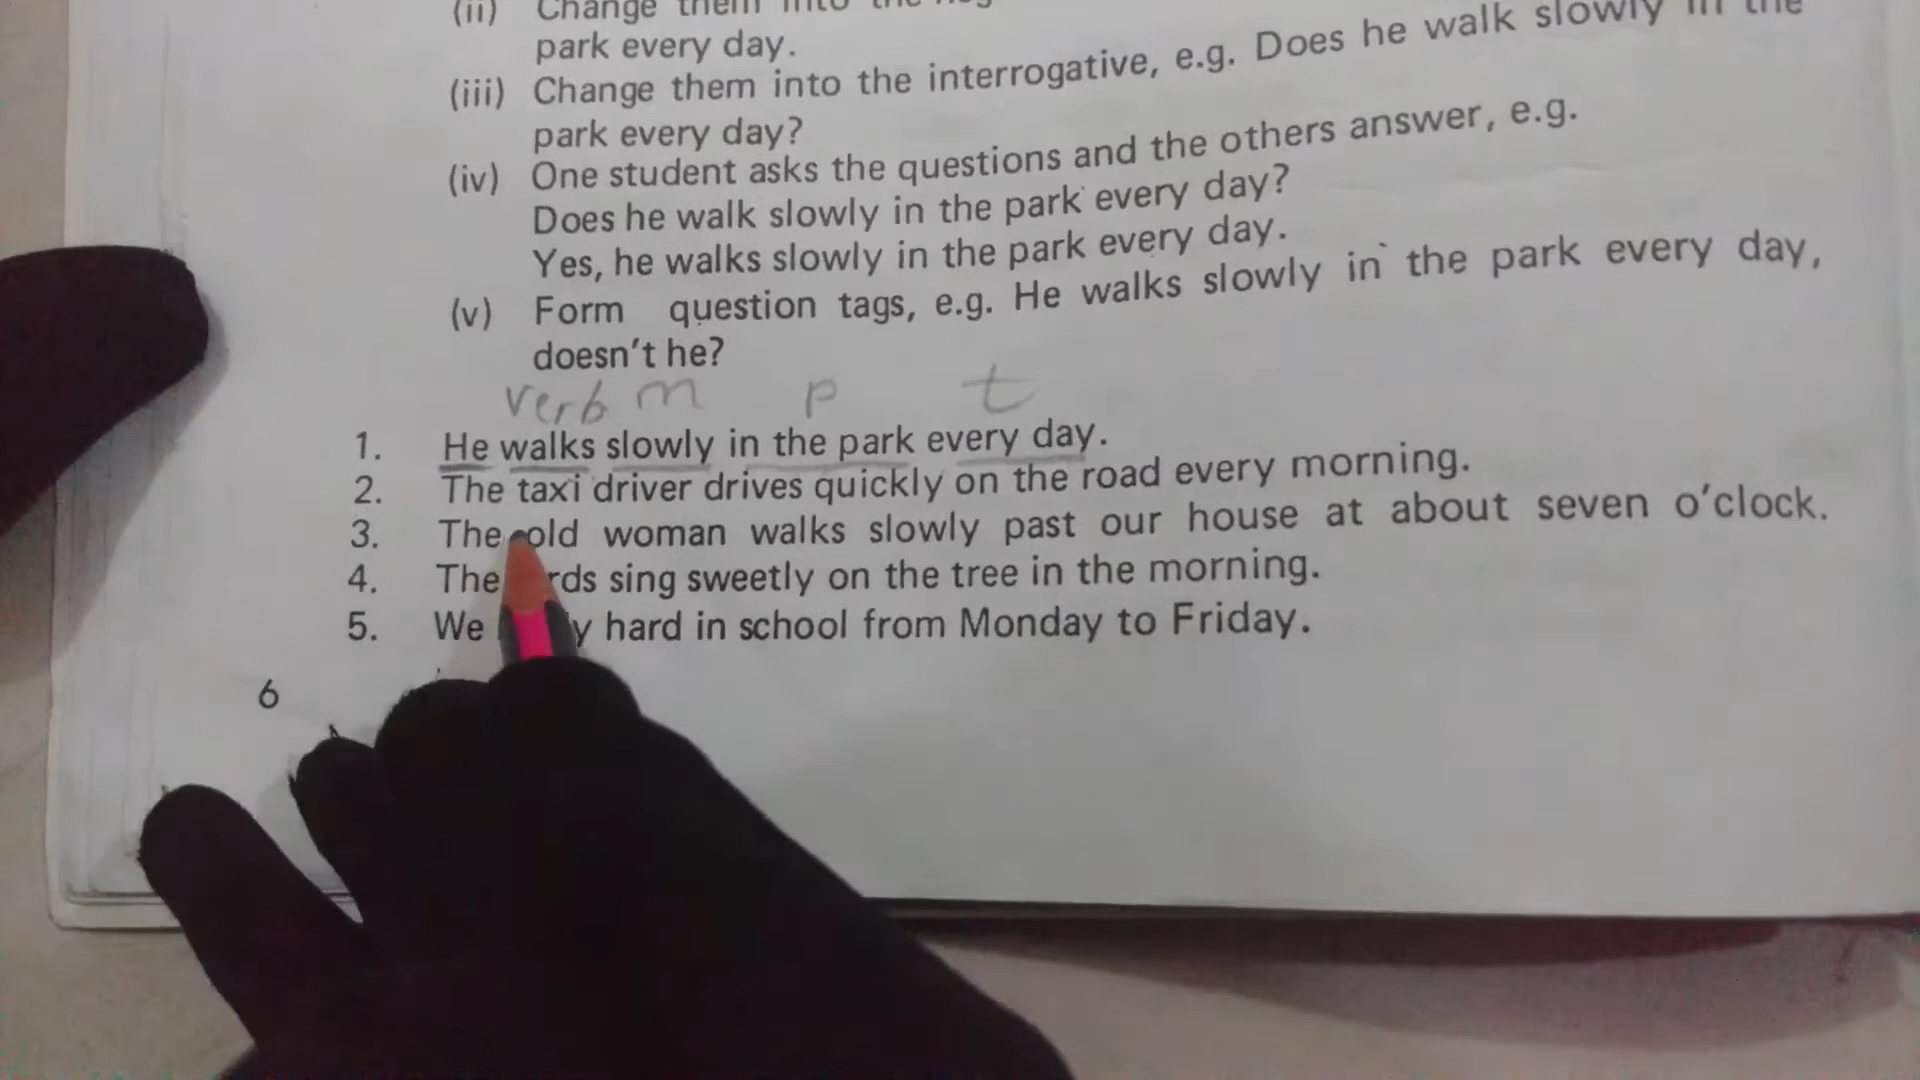 (ii) Change them into the
park every day.
(iii) Change them into the interrogative, e.g. Does he walk slowly in the
park every day?
(iv) One student asks the questions and the others answer, e.g.
Does he walk slowly in the park every day?
Yes, he walks slowly in the park every day.
(v) Form question tags, e.g. He walks slowly in the park every day,
doesn't he?
verb m p t
1. He walks slowly in the park every day.
2. The taxi driver drives quickly on the road every morning.
3. The old woman walks slowly past our house at about seven o'clock.
4. The sing sweetly on the tree in the morning.
5. We hard in school from Monday to Friday.
6